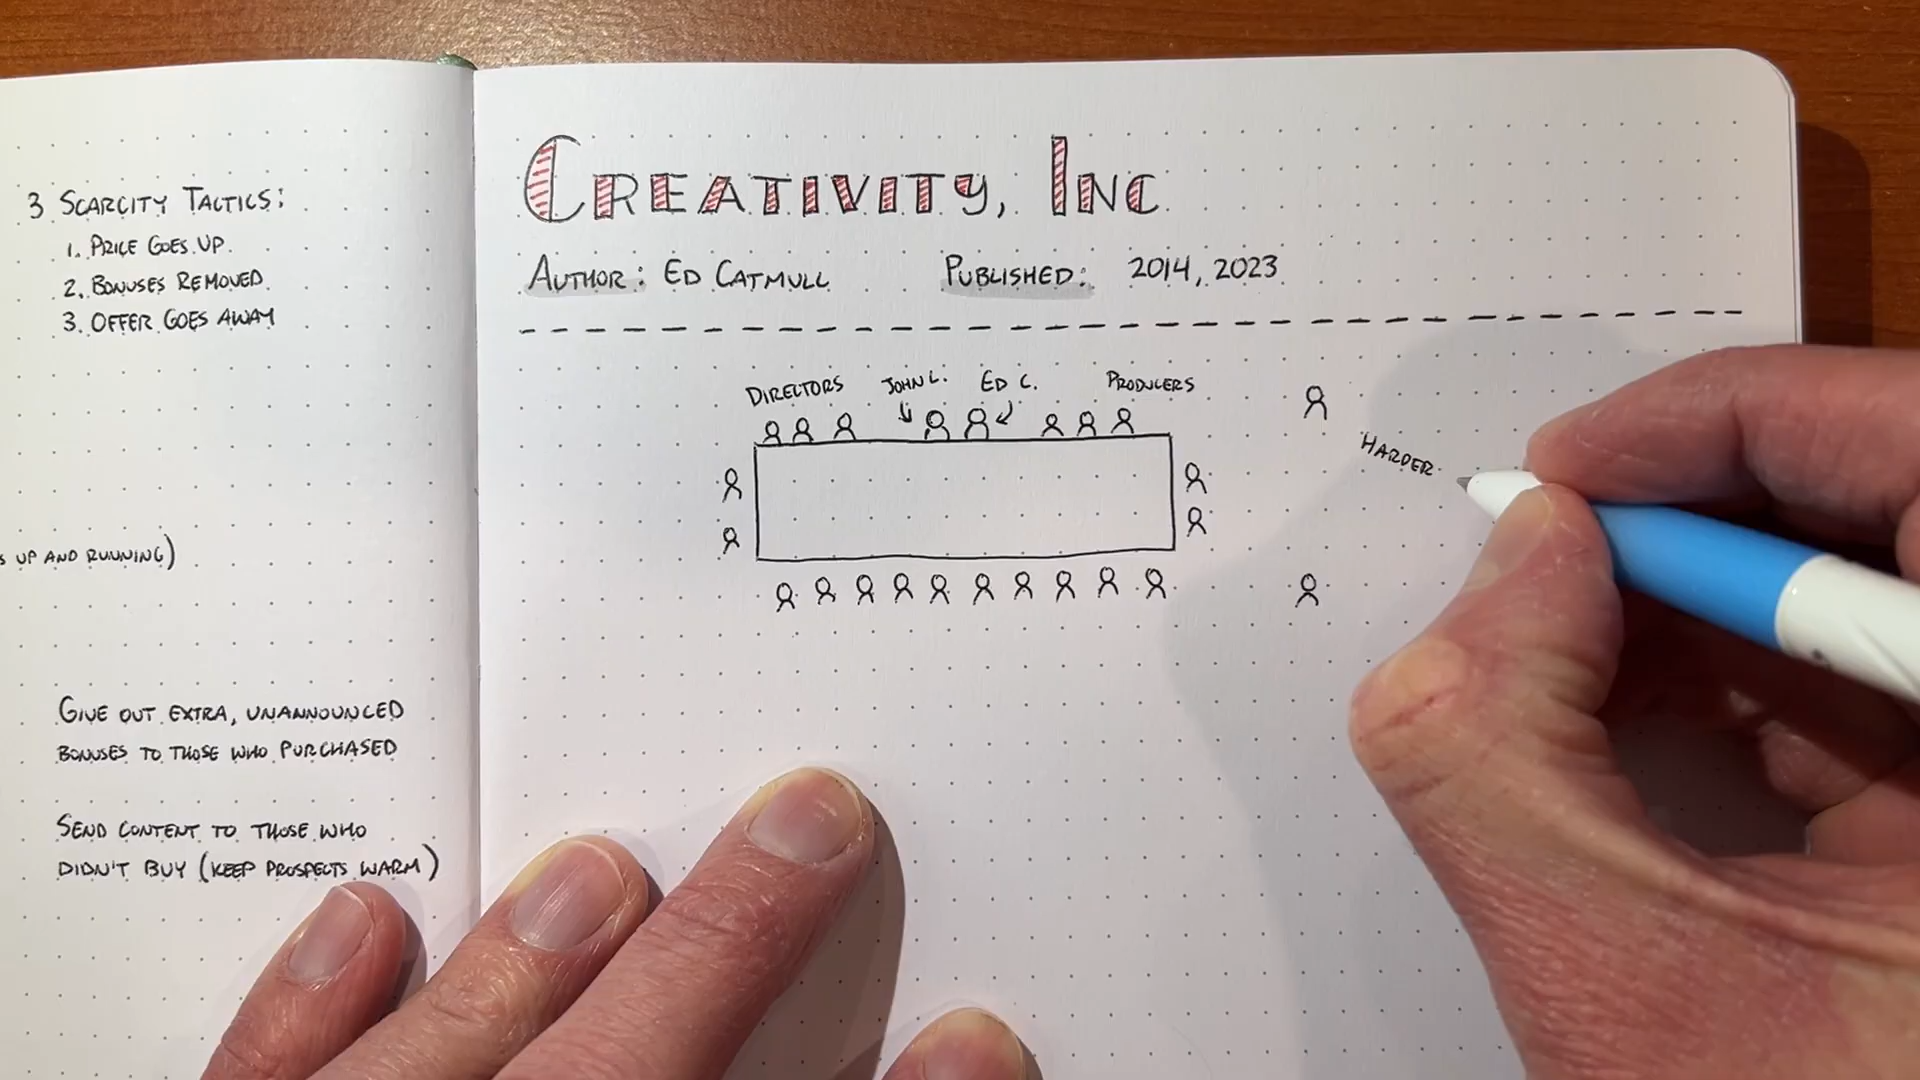 3 SCARCITY TACTICS:
1. PRICE GOES UP
2. BONUSES REMOVED
3. OFFER GOES AWAY
S UP AND RUNNING)
GIVE OUT EXTRA, UNANNOUNCED
BONUSES TO THOSE WHO PURCHASED
SEND CONTENT TO THOSE WHO
DIDN'T BUY (KEEP PROSPECTS WARM)
CREATIVITY, INC
AUTHOR: ED CATMULL PUBLISHED: 2014, 2023
DIRECTORS JOHN L. ED C. PRODUCERS
HARDER